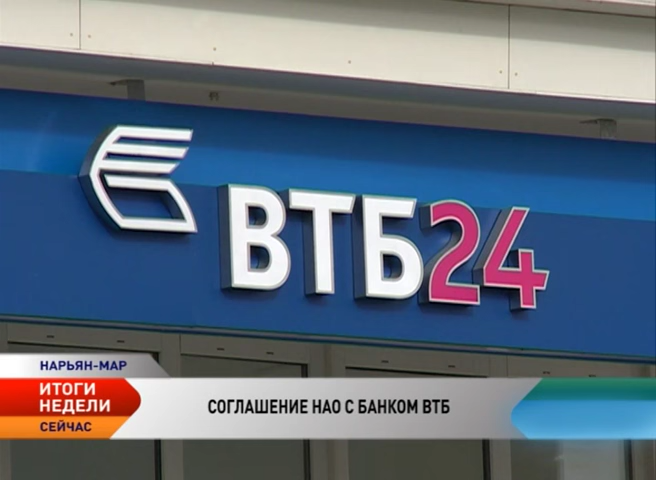 ВТБ24
НАРЬЯН-МАР
ИТОГИ
НЕДЕЛИ
СЕЙЧАС
СОГЛАШЕНИЕ НАО С БАНКОМ ВТБ